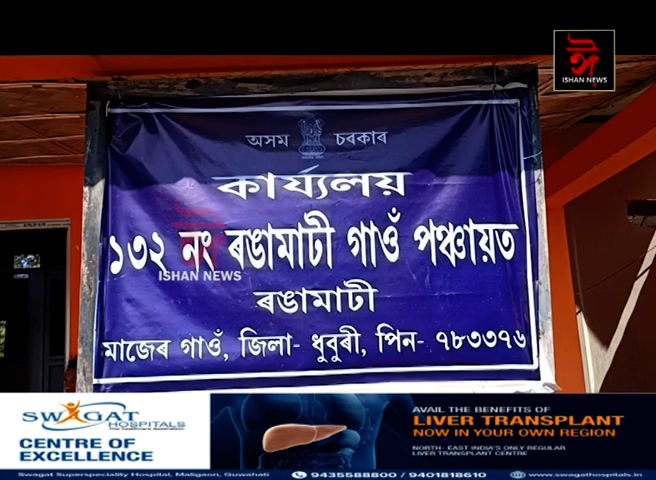 ঈ
ISHAN NEWS
অসম চৰকাৰ
কাৰ্য্যলয়
১৩২ নং ৰঙামাটী গাওঁ পঞ্চায়ত
ISHAN NEWS
ৰঙামাটী
মাজেৰ গাওঁ, জিলা- ধুবুৰী, পিন- ৭৮৩৩৭৬
SWAGAT
HOSPITALS
CENTRE OF
EXCELLENCE
AVAIL THE BENEFITS OF
LIVER TRANSPLANT
NOW IN YOUR OWN REGION
NORTH- EAST INDIA'S ONLY REGULAR
LIVER TRANSPLANT CENTRE
Swagat Superspeciality Hospital, Maligaon, Guwahati 9435588800 / 9401818610 www.swagathospitals.in